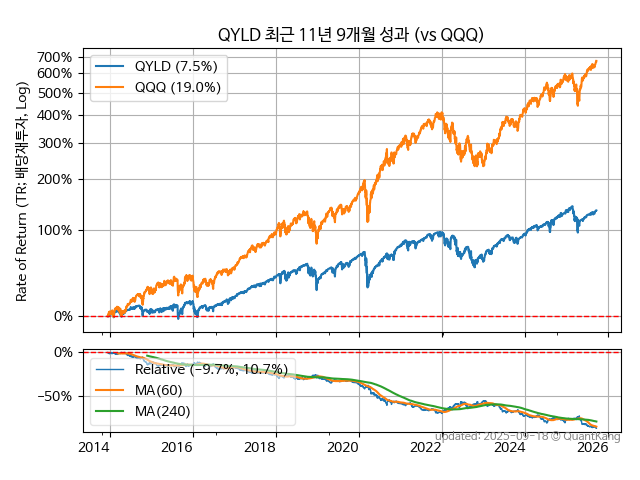 QYLD 최근 11년 9개월 성과 (vs QQQ)
700%
600%
500%
400%
300%
200%
100%
0%
Rate of Return (TR; 배당재투자, Log)
QYLD (7.5%)
QQQ (19.0%)
0%
−50%
Relative (−9.7%, 10.7%)
MA(60)
MA(240)
2014
2016
2018
2020
2022
2024
2026
updated: 2025-09-18 © QuantKang